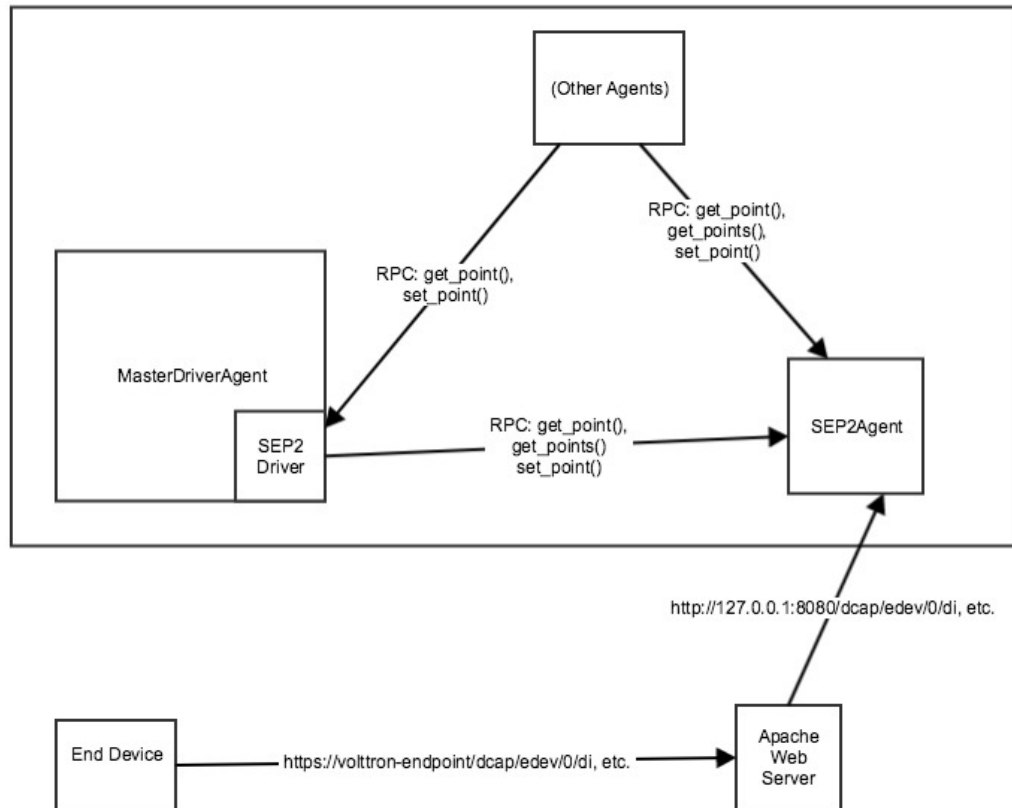 (Other Agents)
RPC: get_point(),
get_points(),
set_point()
RPC: get_point(),
set_point()
MasterDriverAgent
SEP2
Driver
RPC: get_point(),
get_points()
set_point()
SEP2Agent
http://127.0.0.1:8080/dcap/edev/0/di, etc.
End Device
https://volttron-endpoint/dcap/edev/0/di, etc.
Apache
Web
Server